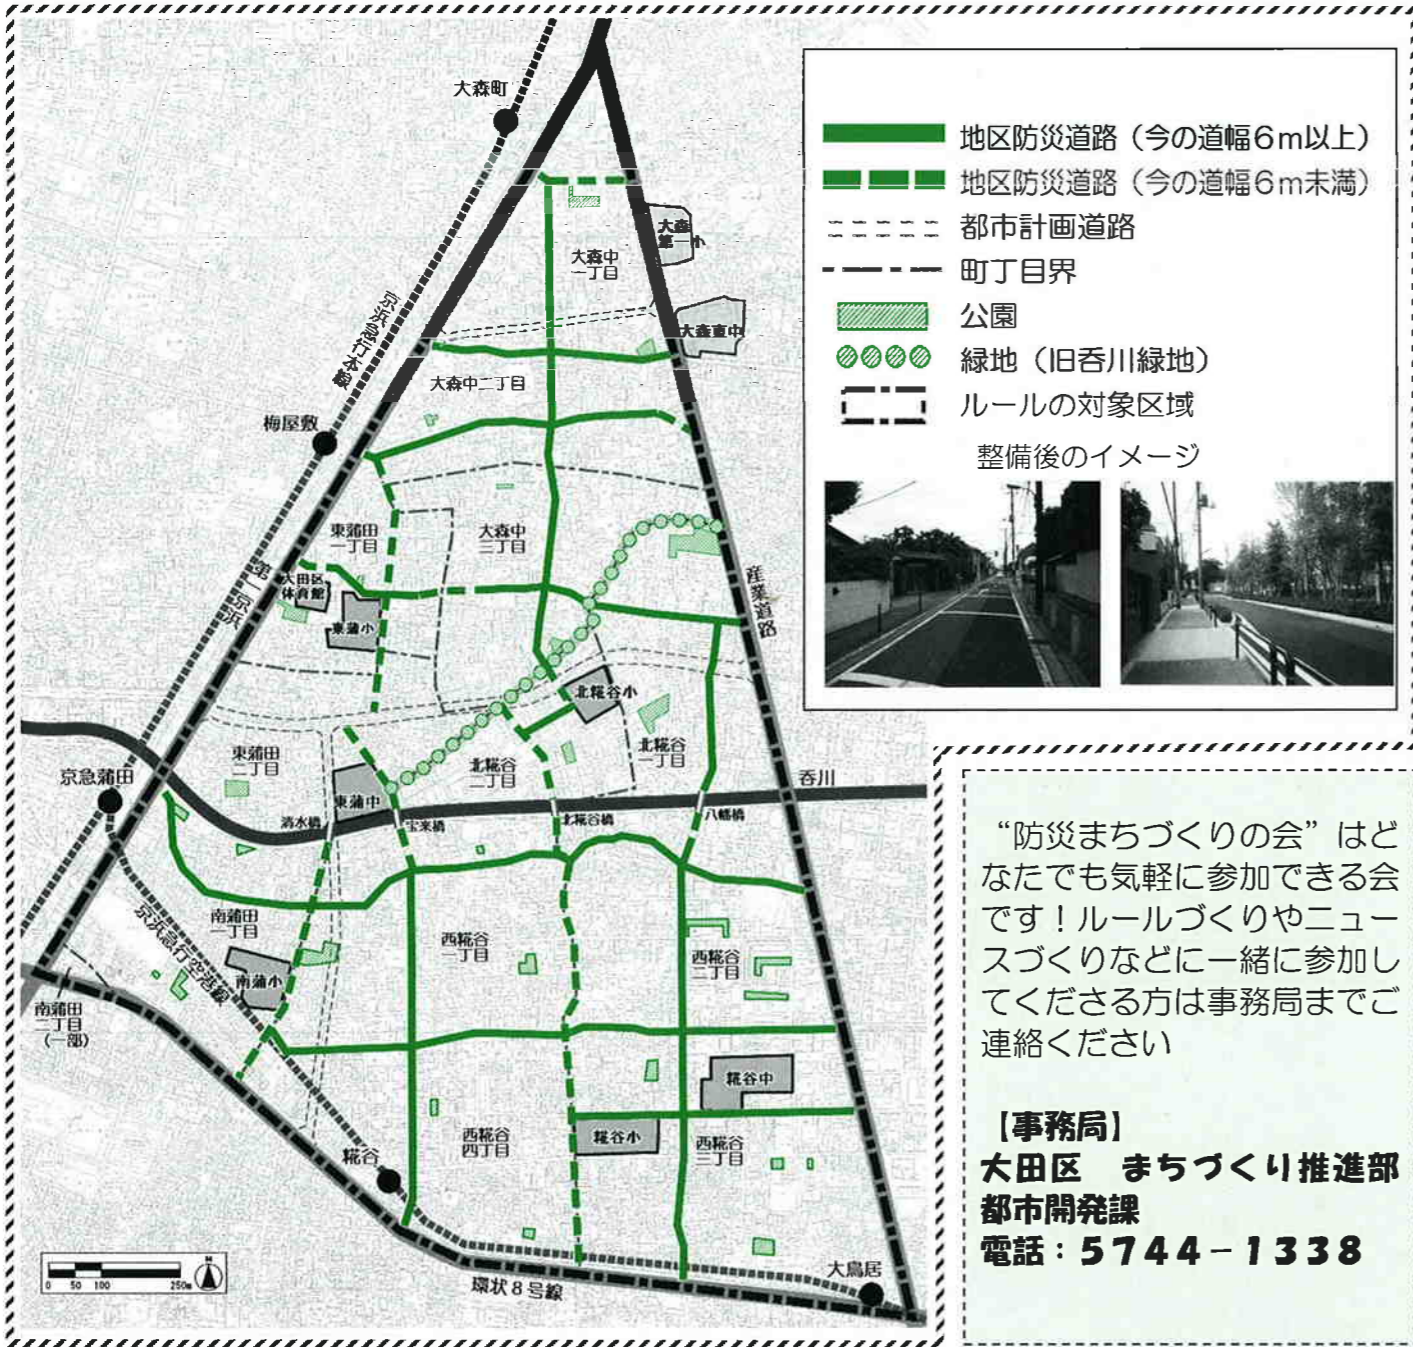 大森町
地区防災道路（今の道幅６ｍ以上）
地区防災道路（今の道幅６ｍ未満）
都市計画道路
町丁目界
公園
緑地（旧呑川緑地）
ルールの対象区域
整備後のイメージ
大森
第一小
大森中
一丁目
京浜急行本線
大森東中
大森中二丁目
梅屋敷
東蒲田
一丁目
大森中
三丁目
第一京浜
大田区
体育館
東蒲小
産業道路
北糀谷小
東蒲田
二丁目
北糀谷
二丁目
北糀谷
一丁目
京急蒲田
呑川
東蒲中
清水橋
宝来橋
北糀谷橋
八幡橋
南蒲田
一丁目
京浜急行空港線
西糀谷
一丁目
西糀谷
二丁目
南蒲小
南蒲田
二丁目
(一部)
糀谷中
西糀谷
四丁目
糀谷小
西糀谷
三丁目
糀谷
大鳥居
環状８号線
N
0 50 100 250m
“防災まちづくりの会”はど
なたでも気軽に参加できる会
です！ルールづくりやニュー
スづくりなどに一緒に参加し
てくださる方は事務局までご
連絡ください
【事務局】
大田区　まちづくり推進部
都市開発課
電話：５７４４－１３３８